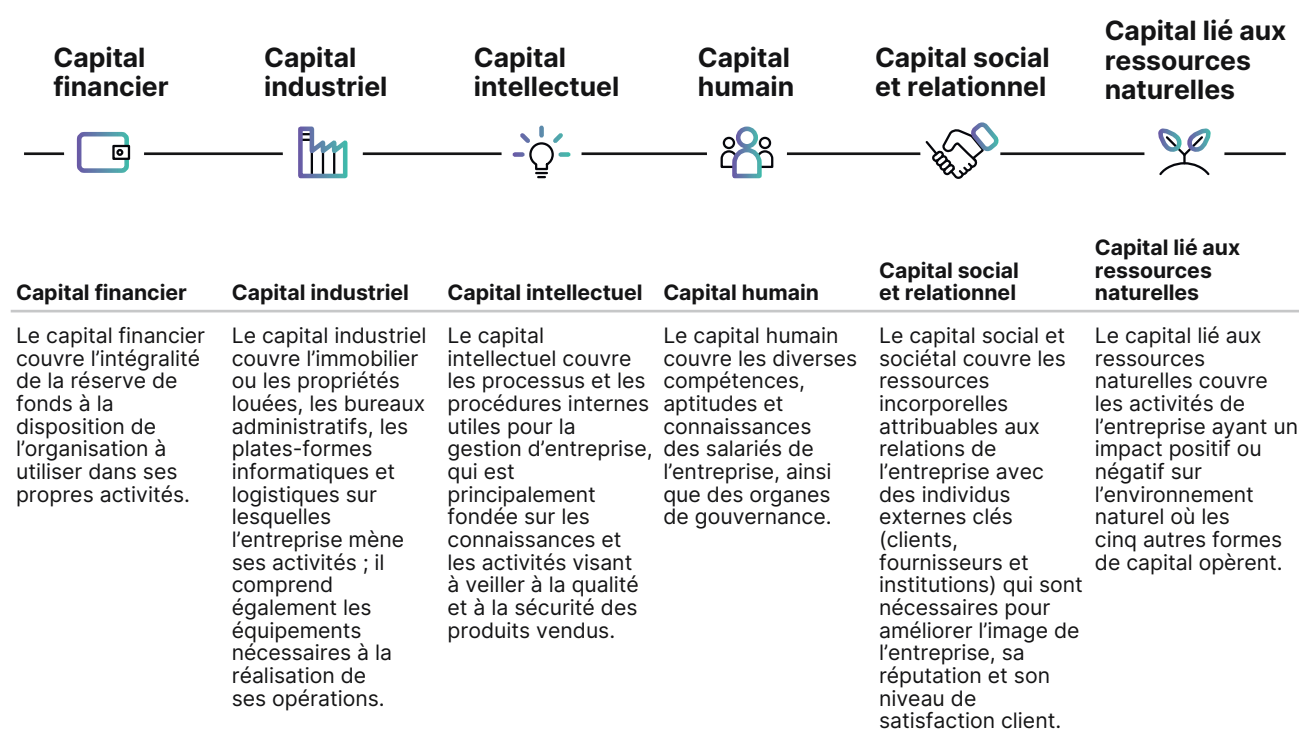 Capital
financier
Capital
industriel
Capital
intellectuel
Capital
humain
Capital social
et relationnel
Capital lié aux
ressources
naturelles
Capital financier
Le capital financier
couvre l’intégralité
de la réserve de
fonds à la
disposition de
l’organisation à
utiliser dans ses
propres activités.
Capital industriel
Le capital industriel
couvre l’immobilier
ou les propriétés
louées, les bureaux
administratifs, les
plates-formes
informatiques et
logistiques sur
lesquelles
l’entreprise mène
ses activités ; il
comprend
également les
équipements
nécessaires à la
réalisation de
ses opérations.
Capital intellectuel
Le capital
intellectuel couvre
les processus et les
procédures internes
utiles pour la
gestion d’entreprise,
qui est
principalement
fondée sur les
connaissances et
les activités visant
à veiller à la qualité
et à la sécurité des
produits vendus.
Capital humain
Le capital humain
couvre les diverses
compétences,
aptitudes et
connaissances
des salariés de
l’entreprise, ainsi
que des organes
de gouvernance.
Capital social
et relationnel
Le capital social et
sociétal couvre les
ressources
incorporelles
attribuables aux
relations de
l’entreprise avec
des individus
externes clés
(clients,
fournisseurs et
institutions) qui sont
nécessaires pour
améliorer l’image de
l’entreprise, sa
réputation et son
niveau de
satisfaction client.
Capital lié aux
ressources
naturelles
Le capital lié aux
ressources
naturelles couvre
les activités de
l’entreprise ayant un
impact positif ou
négatif sur
l’environnement
naturel où les
cinq autres formes
de capital opèrent.